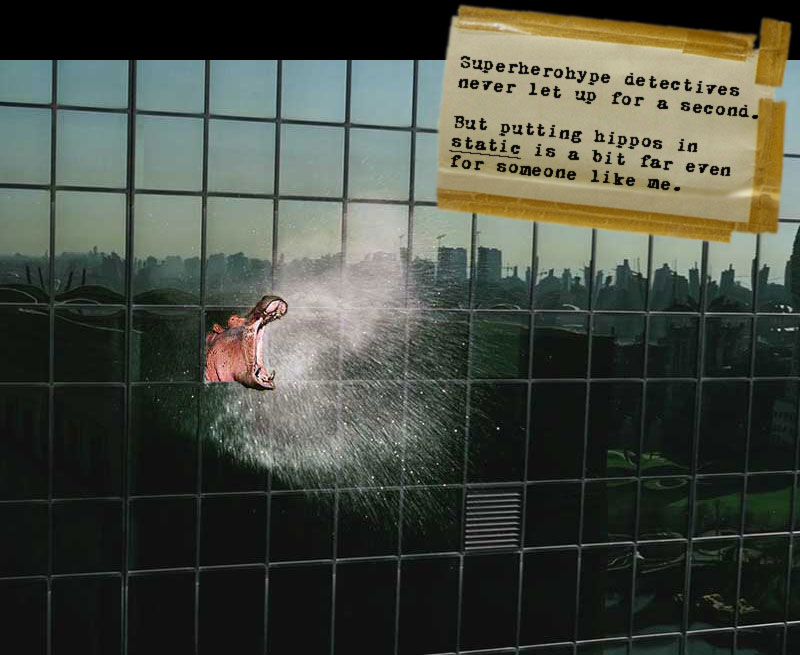 Superherohype detectives
never let up for a second.
But putting hippos in
static is a bit far even
for someone like me.